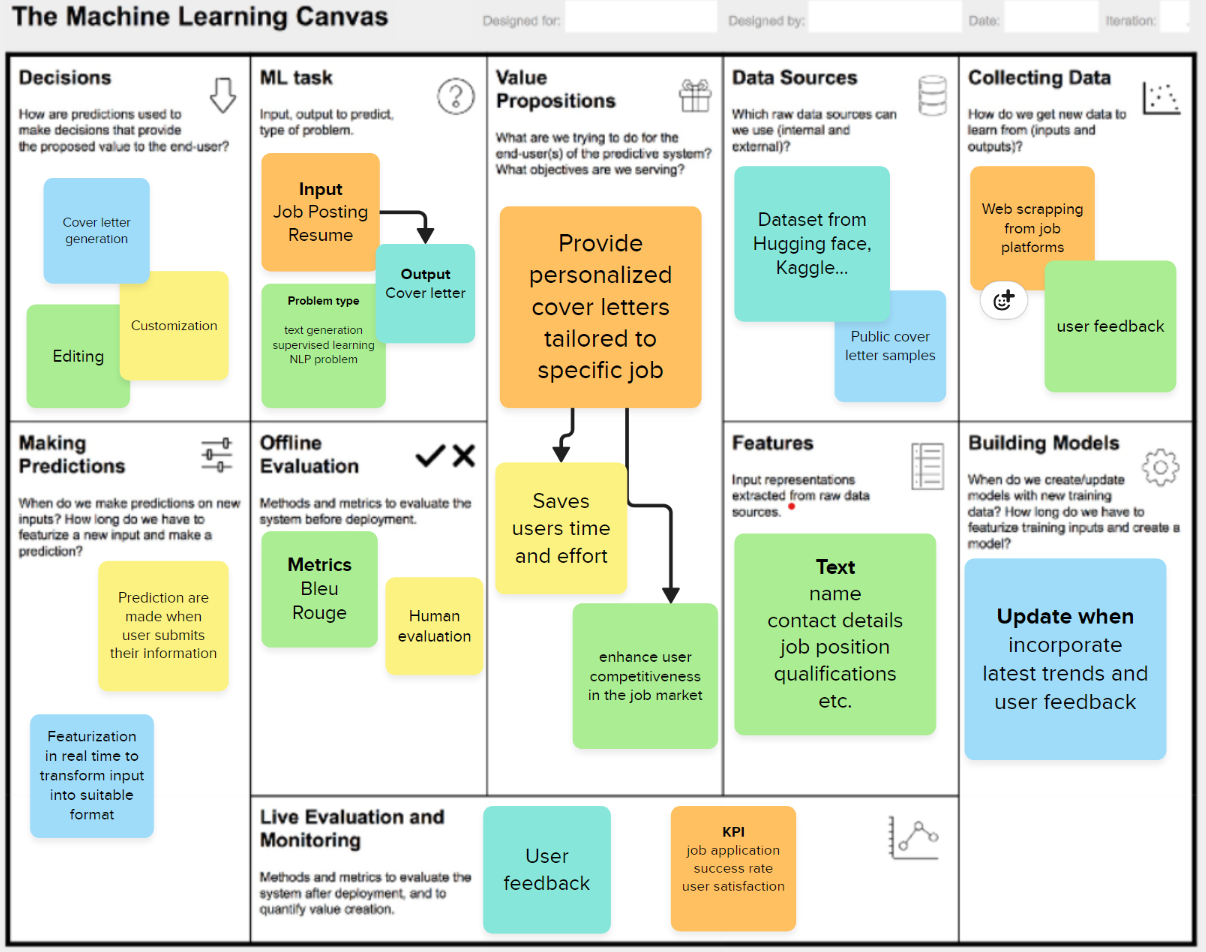 The Machine Learning Canvas
Designed for:
Designed by:
Date:
Iteration:
Decisions
How are predictions used to
make decisions that provide
the proposed value to the end-user?
Cover letter
generation
Customization
Editing
ML task
Input, output to predict,
type of problem.
Input
Job Posting
Resume
Output
Cover letter
Problem type
text generation
supervised learning
NLP problem
Value
Propositions
What are we trying to do for the
end-user(s) of the predictive system?
What objectives are we serving?
Provide
personalized
cover letters
tailored to
specific job
Saves
users time
and effort
enhance user
competitiveness
in the job market
Data Sources
Which raw data sources can
we use (internal and
external)?
Dataset from
Hugging face,
Kaggle...
Public cover
letter samples
Collecting Data
How do we get new data to
learn from (inputs and
outputs)?
Web scrapping
from job
platforms
user feedback
Making
Predictions
When do we make predictions on new
inputs? How long do we have to
featurize a new input and make a
prediction?
Prediction are
made when
user submits
their information
Featurization
in real time to
transform input
into suitable
format
Offline
Evaluation
Methods and metrics to evaluate the
system before deployment.
Metrics
Bleu
Rouge
Human
evaluation
Features
Input representations
extracted from raw data
sources.
Text
name
contact details
job position
qualifications
etc.
Building Models
When do we create/update
models with new training
data? How long do we have to
featurize training inputs and create a
model?
Update when
incorporate
latest trends and
user feedback
Live Evaluation and
Monitoring
Methods and metrics to evaluate the
system after deployment, and to
quantify value creation.
User
feedback
KPI
job application
success rate
user satisfaction